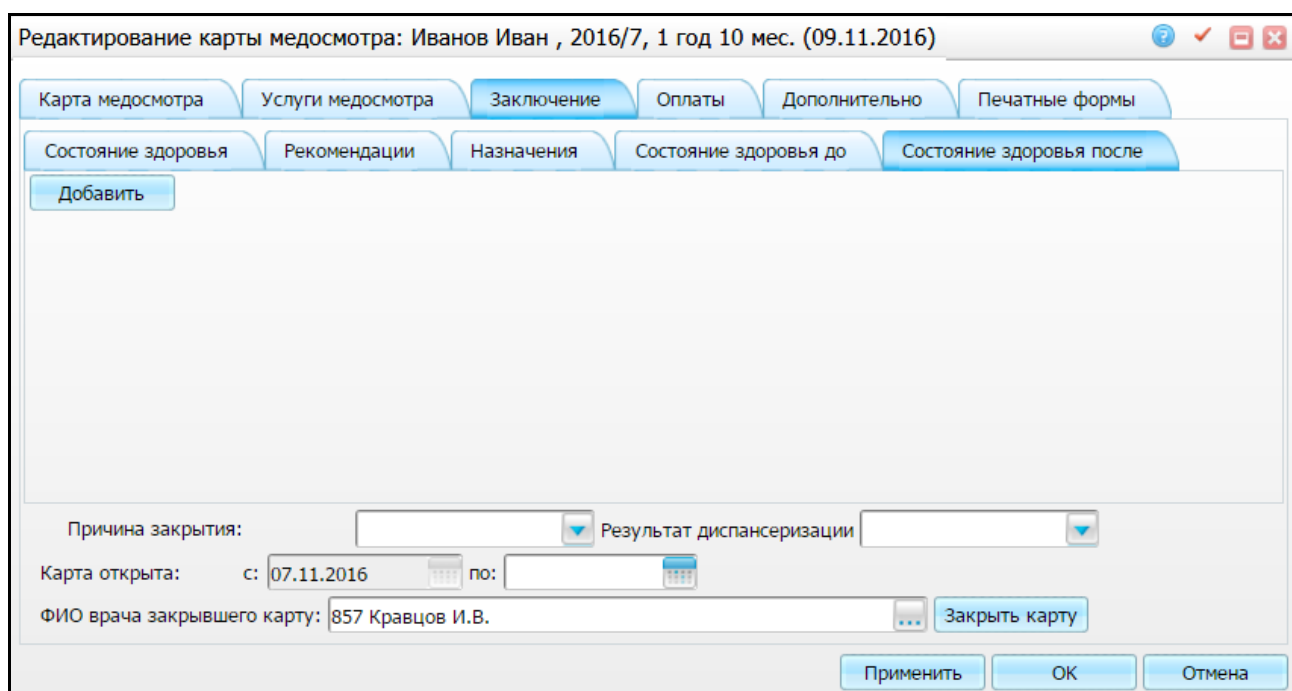 Редактирование карты медосмотра: Иванов Иван , 2016/7, 1 год 10 мес. (09.11.2016)
Карта медосмотра Услуги медосмотра Заключение Оплаты Дополнительно Печатные формы
Состояние здоровья Рекомендации Назначения Состояние здоровья до Состояние здоровья после
Добавить
Причина закрытия: Результат диспансеризации
Карта открыта: с: 07.11.2016 по:
ФИО врача закрывшего карту: 857 Кравцов И.В. ... Закрыть карту
Применить ОК Отмена